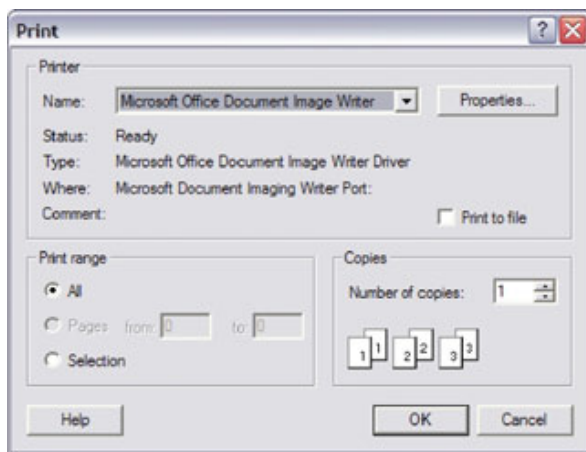 Print
Printer
Name: Microsoft Office Document Image Writer Properties...
Status: Ready
Type: Microsoft Office Document Image Writer Driver
Where: Microsoft Document Imaging Writer Port:
Comment: Print to file
Print range
All
Pages from: 0 to: 0
Selection
Copies
Number of copies: 1
1 1 2 2 3 3
Help OK Cancel